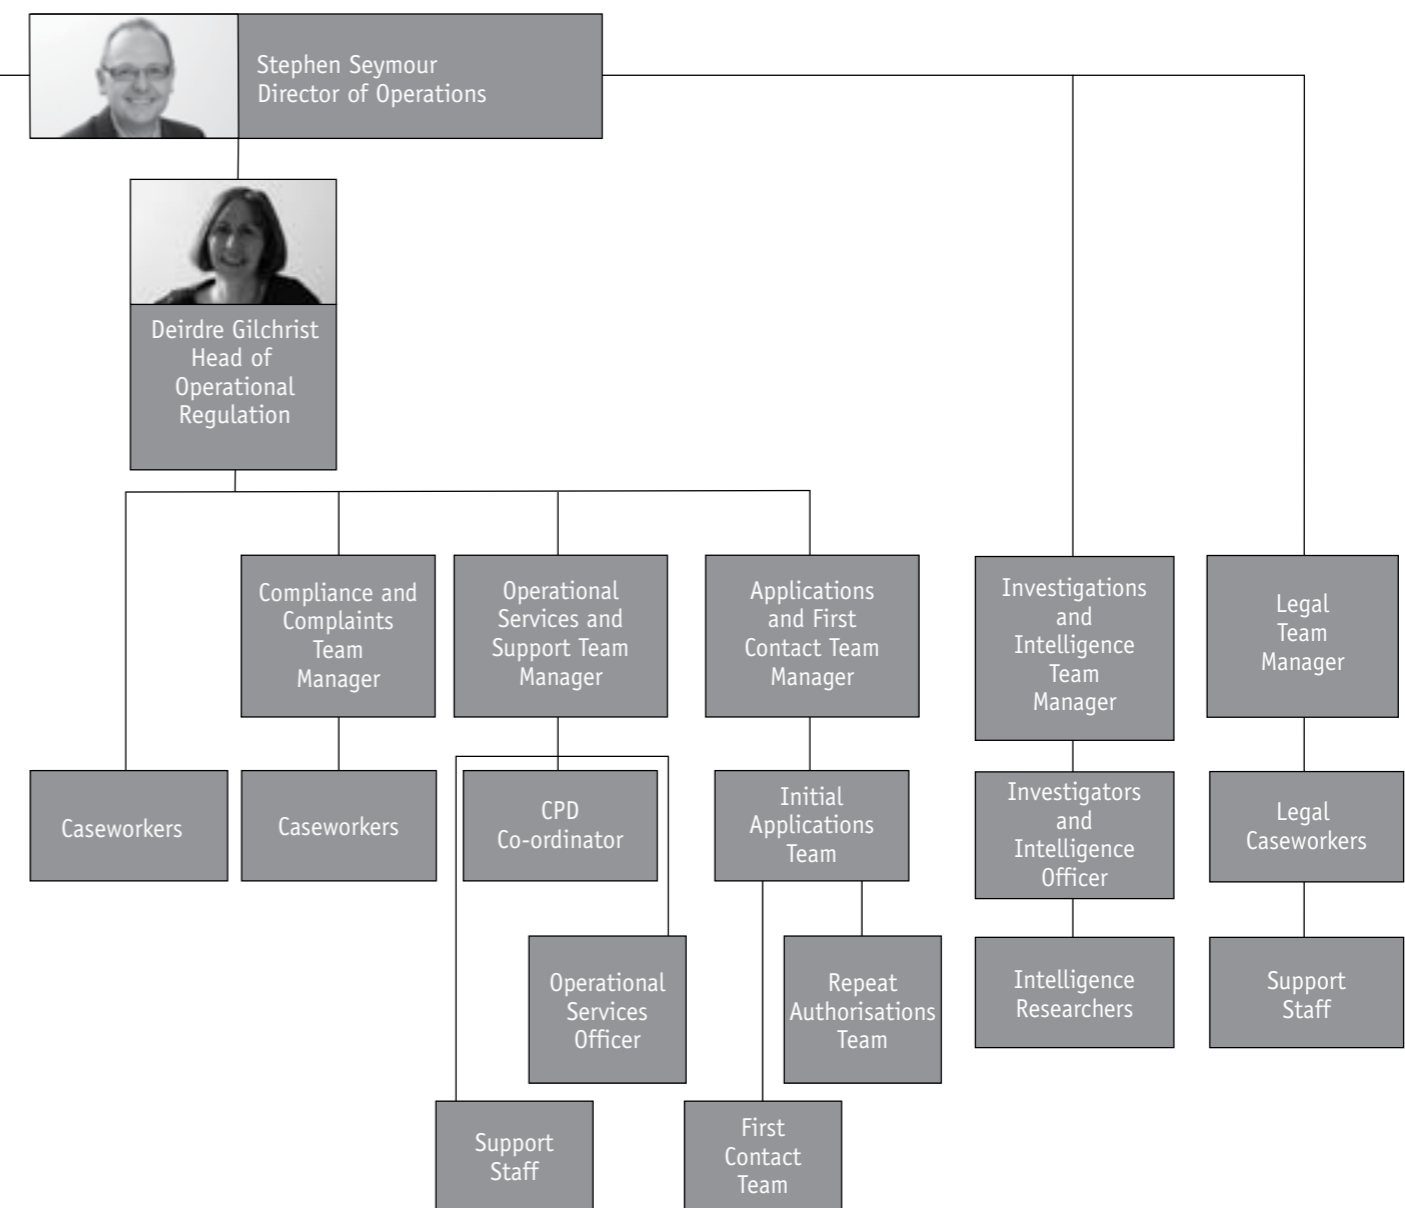 Stephen Seymour
Director of Operations
Deirdre Gilchrist
Head of
Operational
Regulation
Compliance and
Complaints
Team
Manager
Operational
Services and
Support Team
Manager
Applications
and First
Contact Team
Manager
Investigations
and
Intelligence
Team
Manager
Legal
Team
Manager
Caseworkers
Caseworkers
CPD
Co-ordinator
Initial
Applications
Team
Investigators
and
Intelligence
Officer
Legal
Caseworkers
Operational
Services
Officer
Repeat
Authorisations
Team
Intelligence
Researchers
Support
Staff
Support
Staff
First
Contact
Team